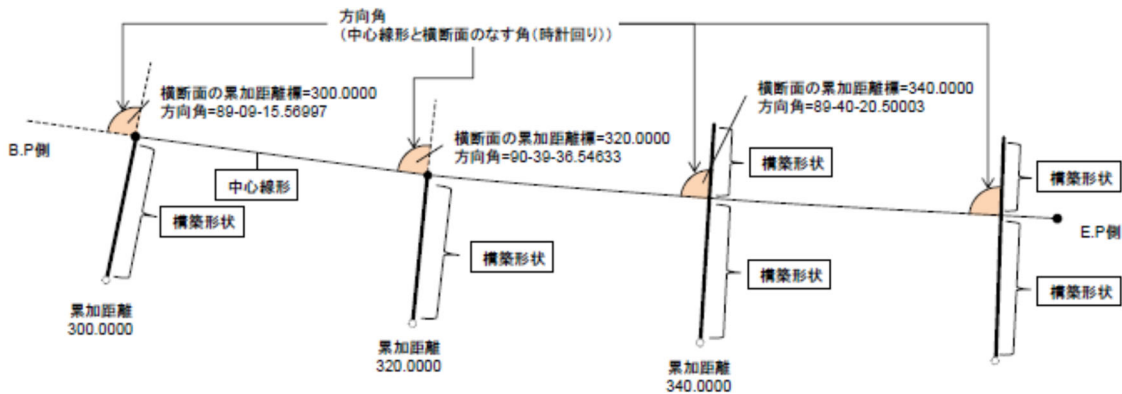 方向角
（中心線形と横断面のなす角（時計回り））
横断面の累加距離標=300.0000
方向角=89-09-15.56997
横断面の累加距離標=340.0000
方向角=89-40-20.50003
横断面の累加距離標=320.0000
方向角=90-39-36.54633
B.P側
中心線形
構築形状
構築形状
構築形状
構築形状
構築形状
構築形状
E.P側
累加距離
300.0000
累加距離
320.0000
累加距離
340.0000